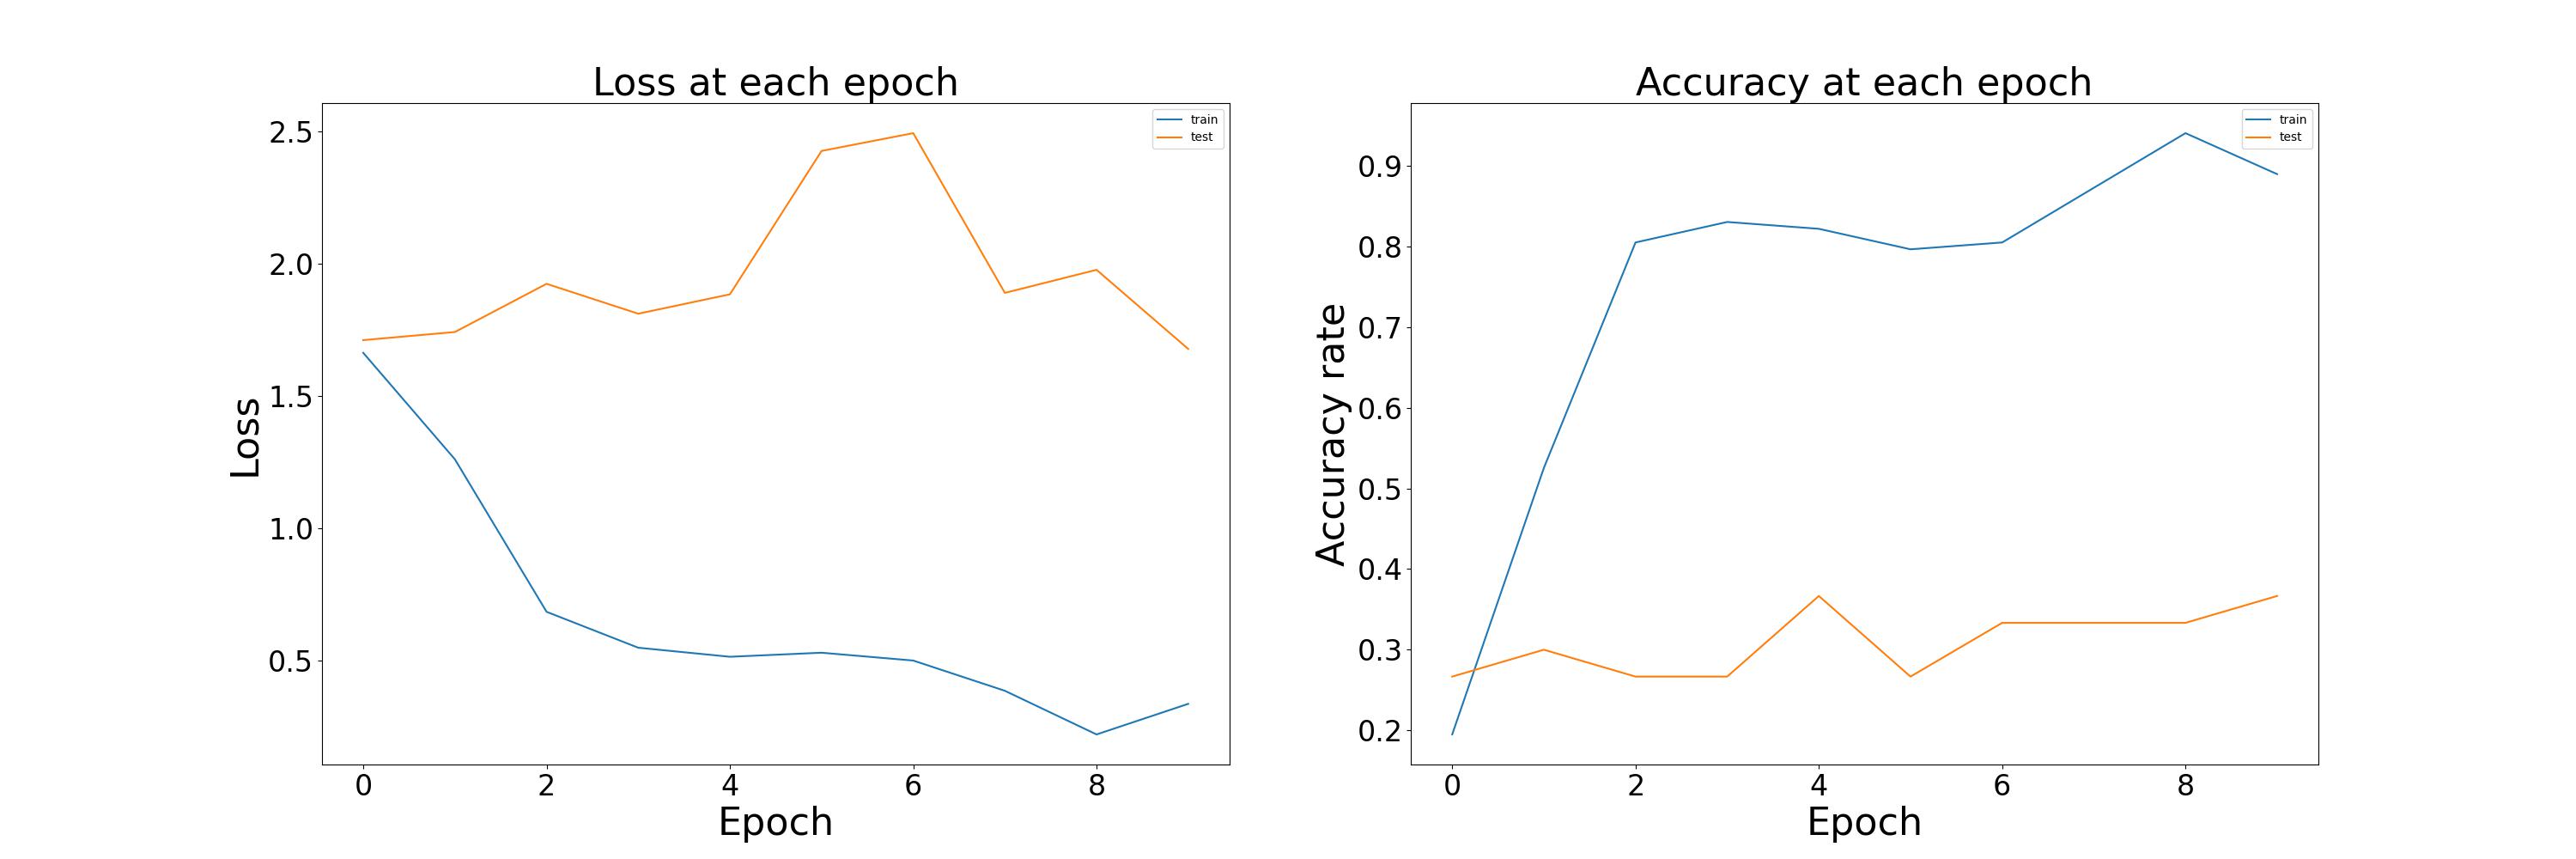 Loss at each epoch
train
test
2.5
2.0
1.5
1.0
0.5
Loss
0 2 4 6 8
Epoch
Accuracy at each epoch
train
test
0.9
0.8
0.7
0.6
0.5
0.4
0.3
0.2
Accuracy rate
0 2 4 6 8
Epoch